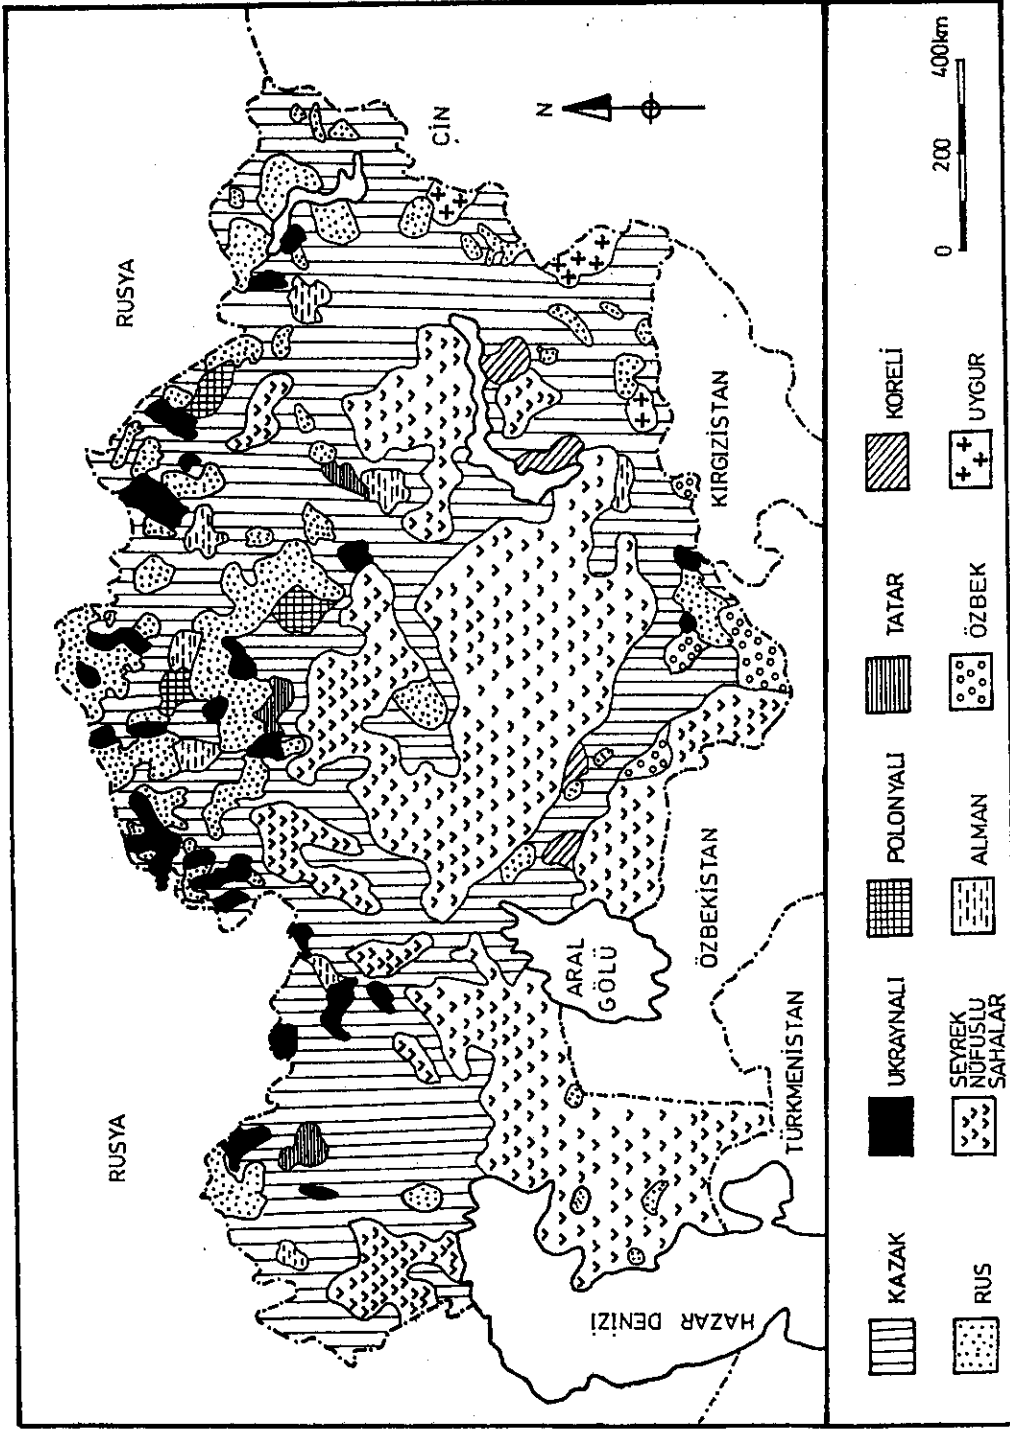 RUSYA
RUSYA
ÇİN
N
ARAL
GÖLÜ
HAZAR DENİZİ
TÜRKMENİSTAN
ÖZBEKİSTAN
KIRGIZİSTAN
KAZAK
UKRAYNALI
POLONYALI
TATAR
KORELİ
RUS
SEYREK
NÜFUSLU
SAHALAR
ALMAN
ÖZBEK
UYGUR
0 200 400km